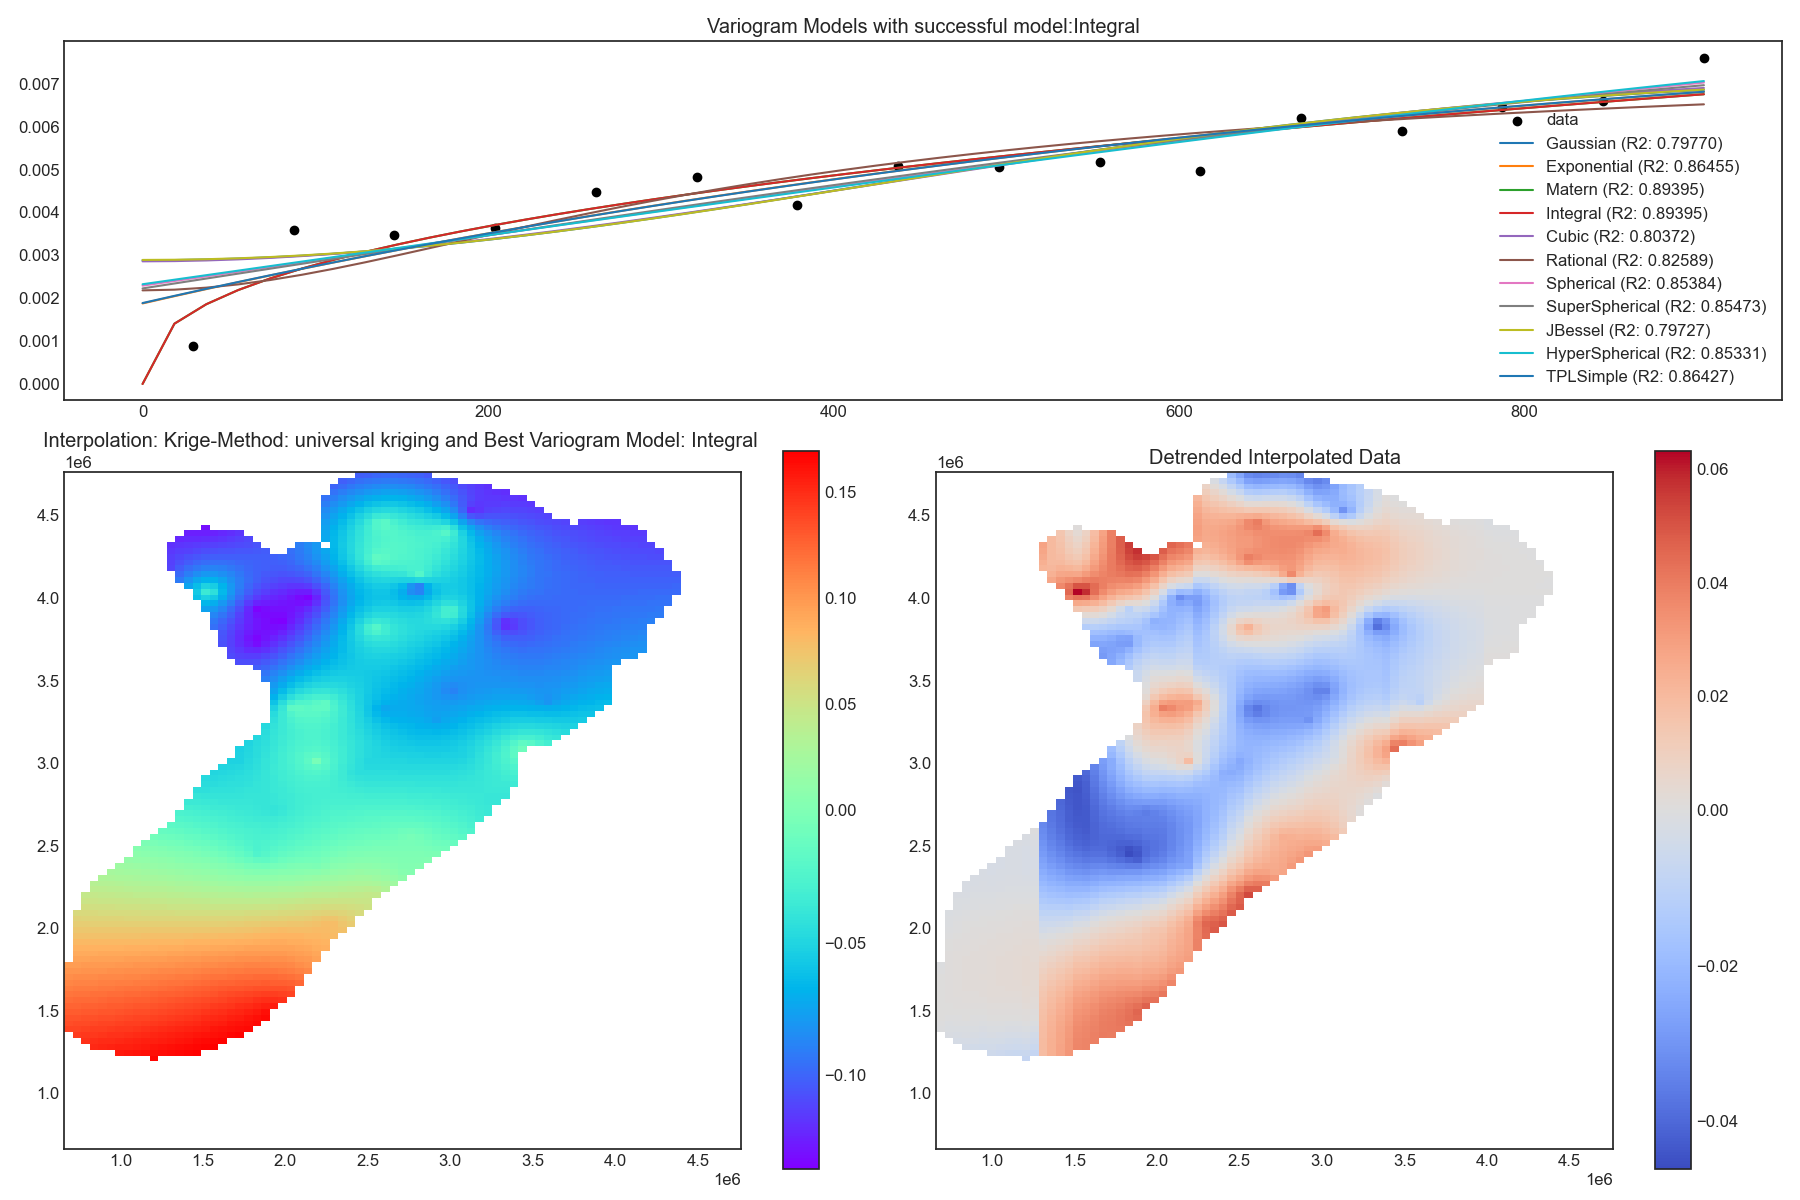 Variogram Models with successful model:Integral
0.007
0.006
0.005
0.004
0.003
0.002
0.001
0.000
data
Gaussian (R2: 0.79770)
Exponential (R2: 0.86455)
Matern (R2: 0.89395)
Integral (R2: 0.89395)
Cubic (R2: 0.80372)
Rational (R2: 0.82589)
Spherical (R2: 0.85384)
SuperSpherical (R2: 0.85473)
JBessel (R2: 0.79727)
HyperSpherical (R2: 0.85331)
TPLSimple (R2: 0.86427)
0 200 400 600 800
Interpolation: Krige-Method: universal kriging and Best Variogram Model: Integral
1e6
4.5
4.0
3.5
3.0
2.5
2.0
1.5
1.0
1.0 1.5 2.0 2.5 3.0 3.5 4.0 4.5
1e6
0.15
0.10
0.05
0.00
−0.05
−0.10
Detrended Interpolated Data
1e6
4.5
4.0
3.5
3.0
2.5
2.0
1.5
1.0
1.0 1.5 2.0 2.5 3.0 3.5 4.0 4.5
1e6
0.06
0.04
0.02
0.00
−0.02
−0.04